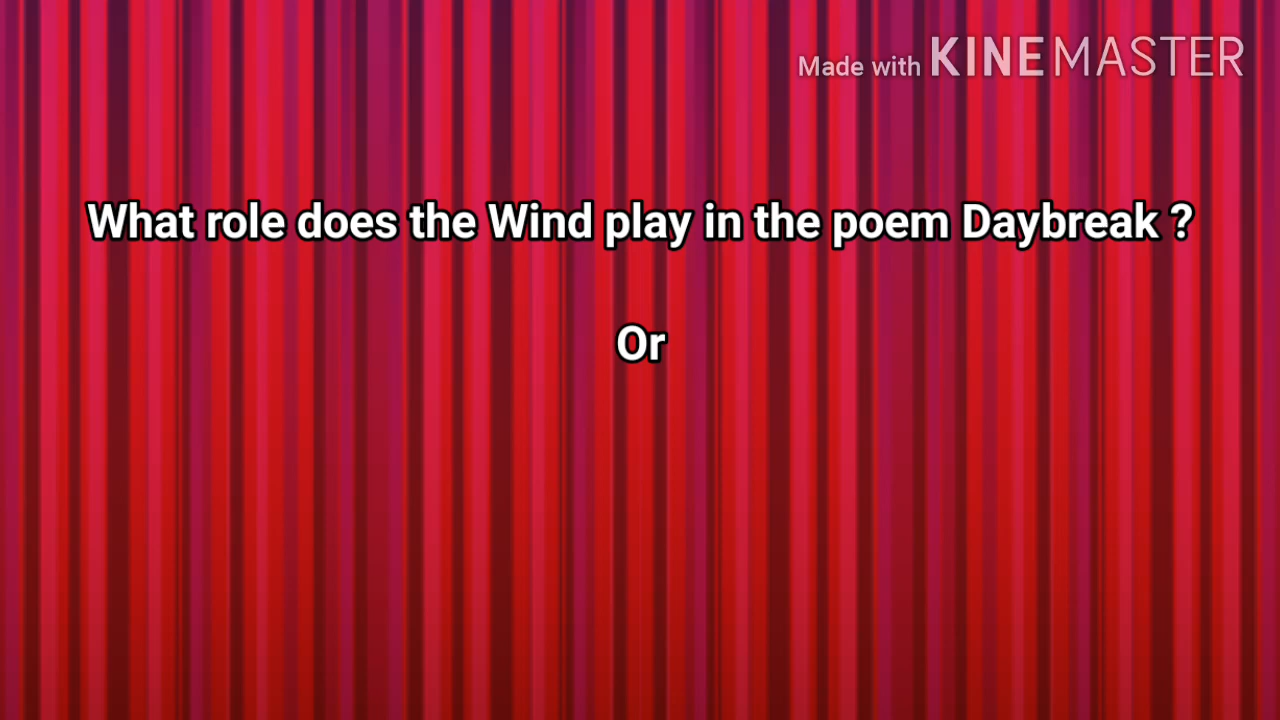 Made with KINEMASTER
What role does the Wind play in the poem Daybreak ?
Or